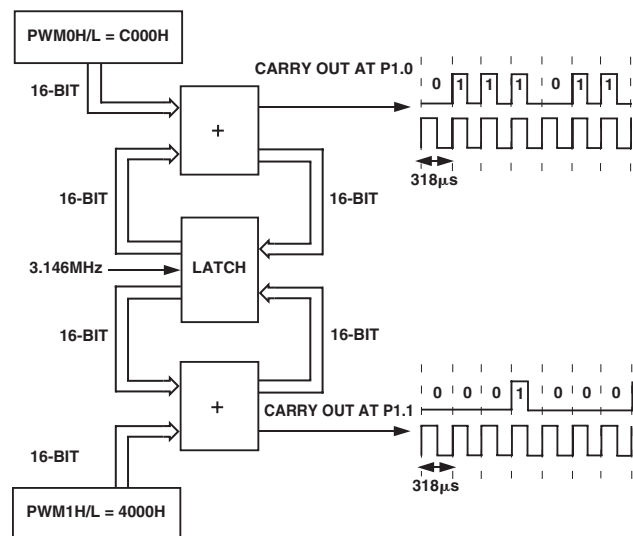 PWM0H/L = C000H
16-BIT
CARRY OUT AT P1.0
0 1 1 1 0 1 1
+
318μs
16-BIT
16-BIT
3.146MHz
LATCH
16-BIT
16-BIT
0 0 0 1 0 0 0
+
CARRY OUT AT P1.1
16-BIT
318μs
PWM1H/L = 4000H